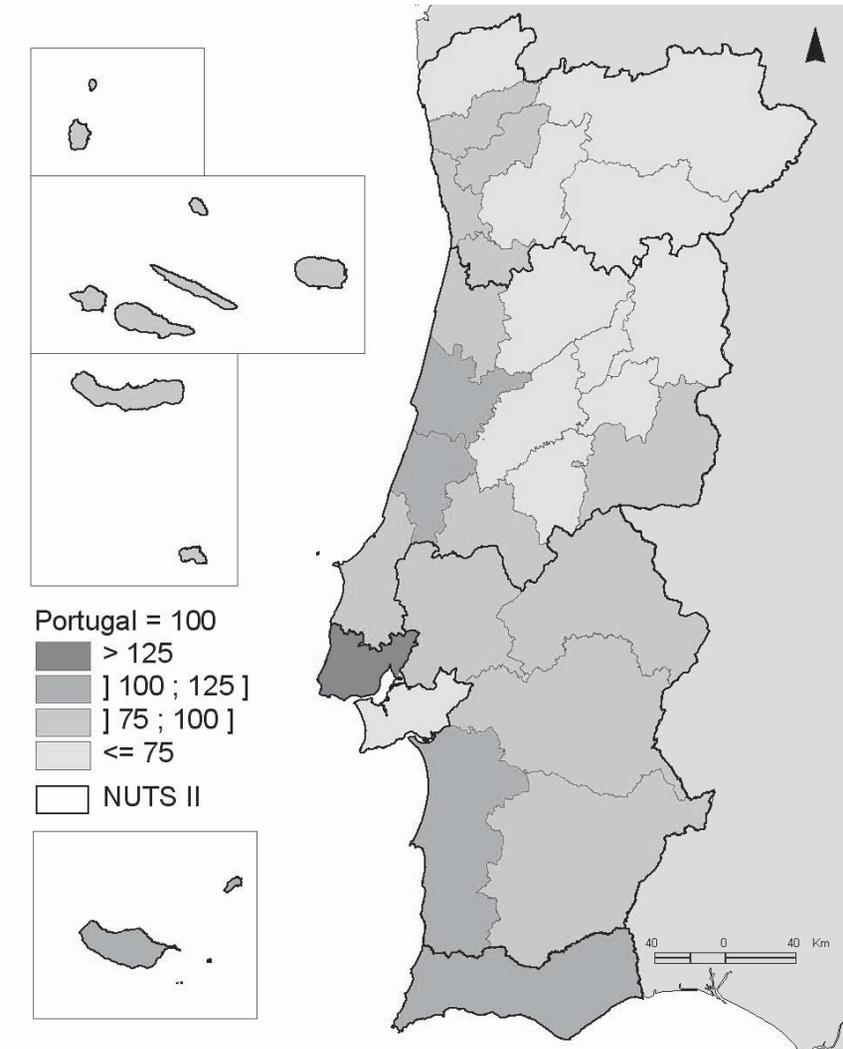 Portugal = 100
> 125
] 100 ; 125 ]
] 75 ; 100 ]
<= 75
NUTS II
40 0 40 Km